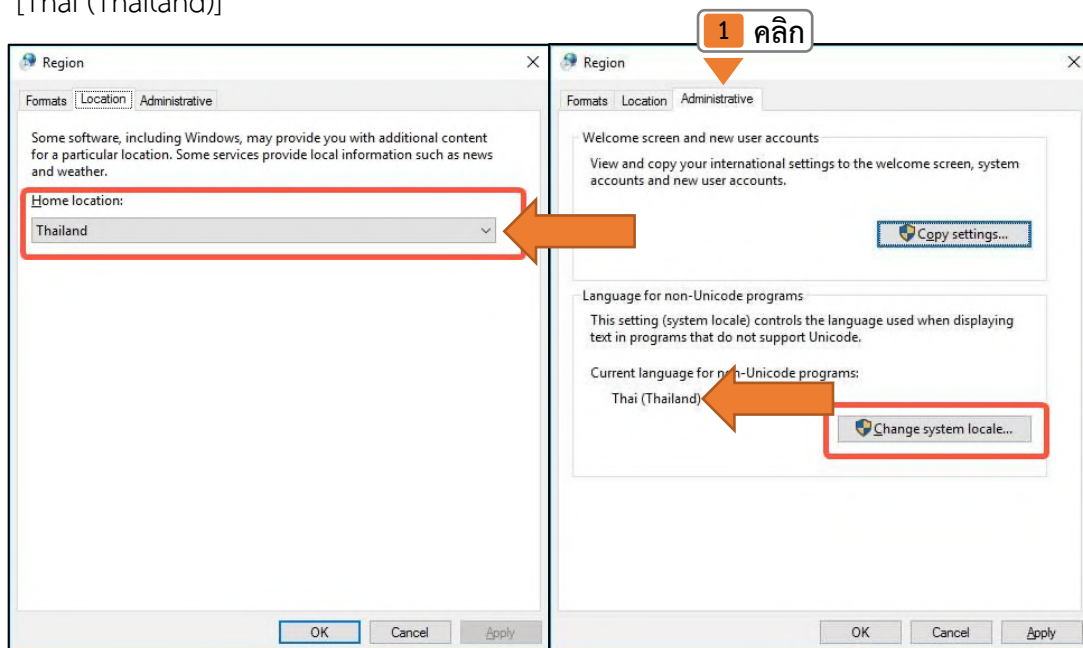 [Thai (Thailand)]
1 คลิก
Region
Formats Location Administrative
Some software, including Windows, may provide you with additional content
for a particular location. Some services provide local information such as news
and weather.
Home location:
Thailand
OK Cancel Apply
Region
Formats Location Administrative
Welcome screen and new user accounts
View and copy your international settings to the welcome screen, system
accounts and new user accounts.
Copy settings...
Language for non-Unicode programs
This setting (system locale) controls the language used when displaying
text in programs that do not support Unicode.
Current language for non-Unicode programs:
Thai (Thailand)
Change system locale...
OK Cancel Apply